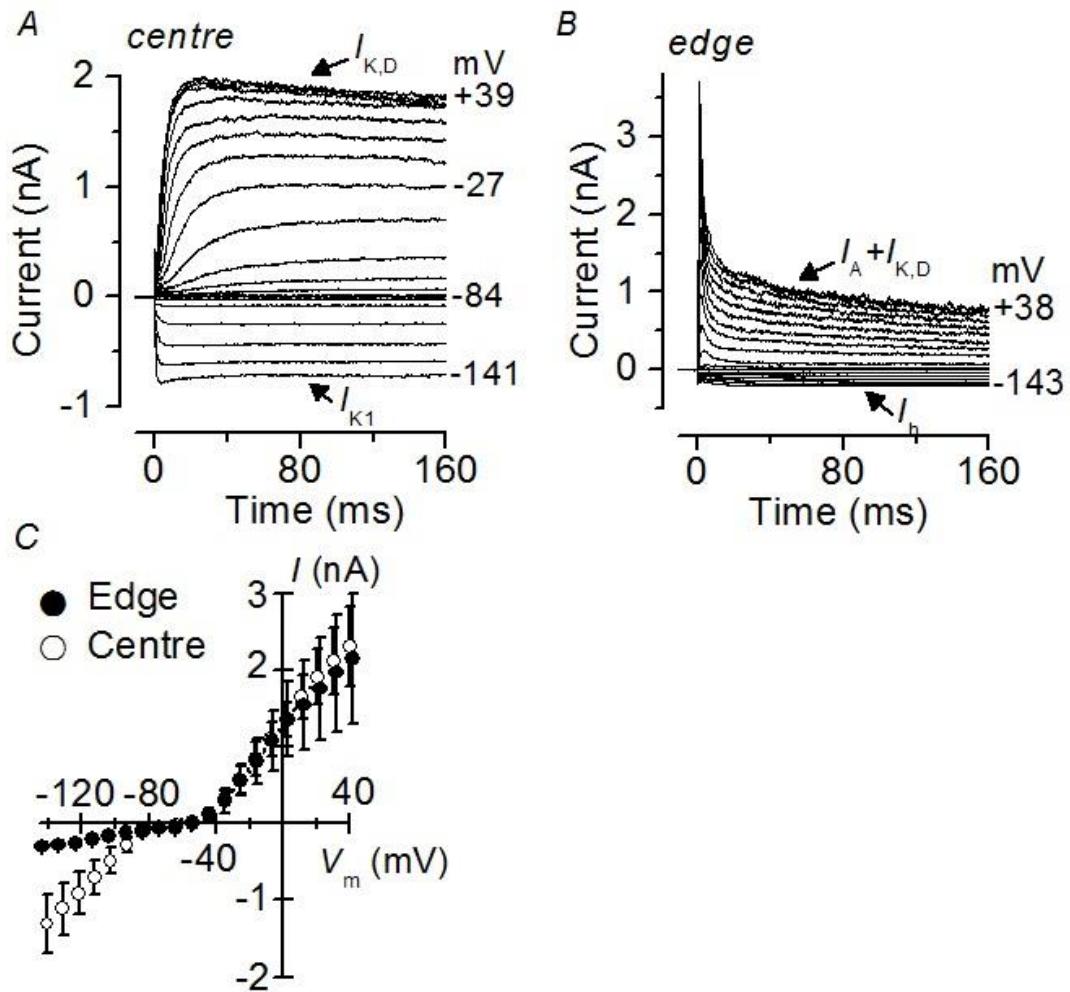 A
centre
I K,D
mV
+39
-27
-84
-141
I K1
2
1
0
-1
Current (nA)
0 80 160
Time (ms)
B
edge
I A + I K,D
mV
+38
-143
I h
3
2
1
0
Current (nA)
0 80 160
Time (ms)
C
Edge
Centre
I (nA)
3
2
-120 -80
40
-40
V m (mV)
-1
-2